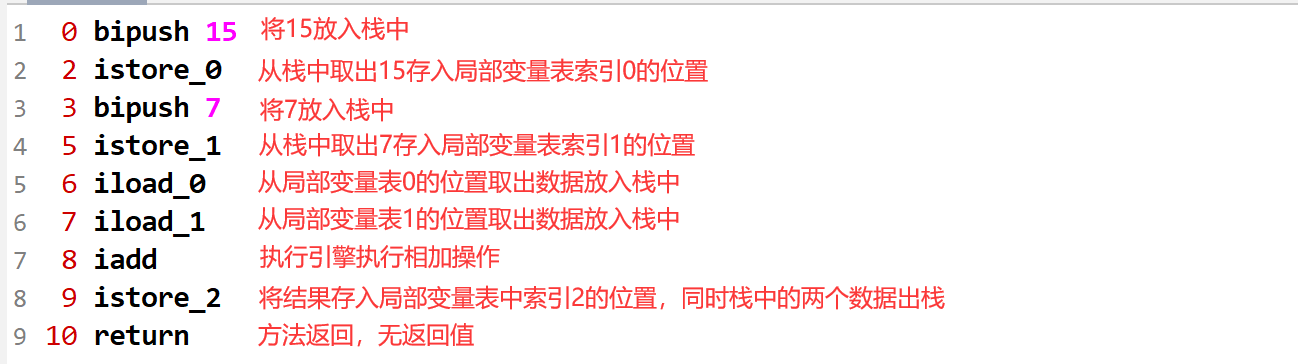 1 0 bipush 15 将15放入栈中
2 2 istore_0 从栈中取出15存入局部变量表索引0的位置
3 3 bipush 7 将7放入栈中
4 5 istore_1 从栈中取出7存入局部变量表索引1的位置
5 6 iload_0 从局部变量表0的位置取出数据放入栈中
6 7 iload_1 从局部变量表1的位置取出数据放入栈中
7 8 iadd 执行引擎执行相加操作
8 9 istore_2 将结果存入局部变量表中索引2的位置，同时栈中的两个数据出栈
9 10 return 方法返回，无返回值